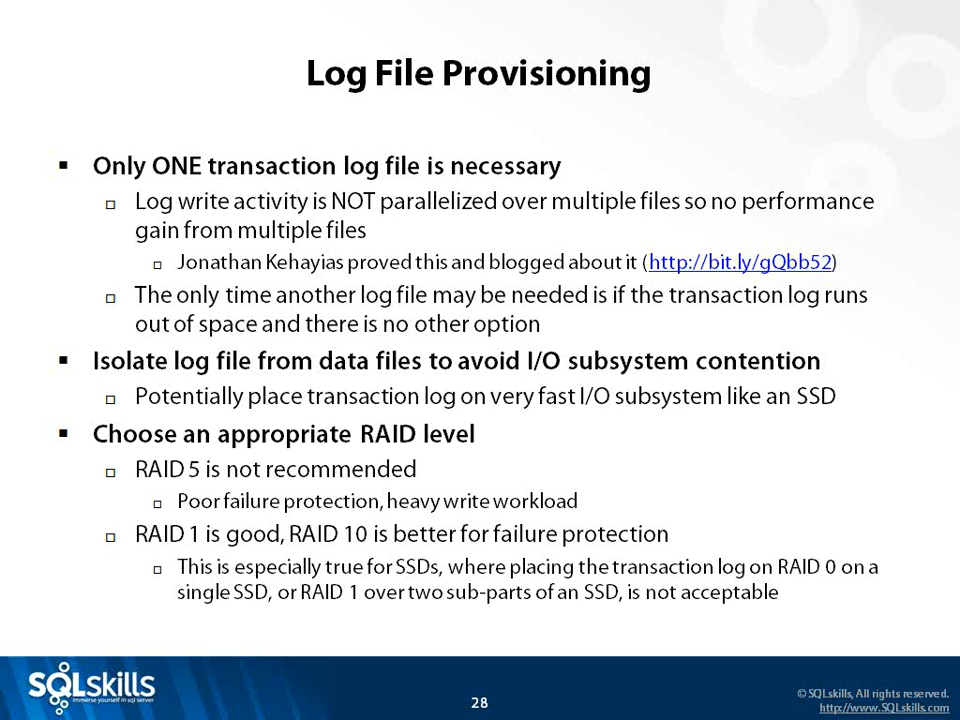 Log File Provisioning
Only ONE transaction log file is necessary
Log write activity is NOT parallelized over multiple files so no performance
gain from multiple files
Jonathan Kehayias proved this and blogged about it (http://bit.ly/gQbb52)
The only time another log file may be needed is if the transaction log runs
out of space and there is no other option
Isolate log file from data files to avoid I/O subsystem contention
Potentially place transaction log on very fast I/O subsystem like an SSD
Choose an appropriate RAID level
RAID 5 is not recommended
Poor failure protection, heavy write workload
RAID 1 is good, RAID 10 is better for failure protection
This is especially true for SSDs, where placing the transaction log on RAID 0 on a
single SSD, or RAID 1 over two sub-parts of an SSD, is not acceptable
SQLskills
immerse yourself in sql server
28
© SQLskills, All rights reserved.
http://www.SQLskills.com